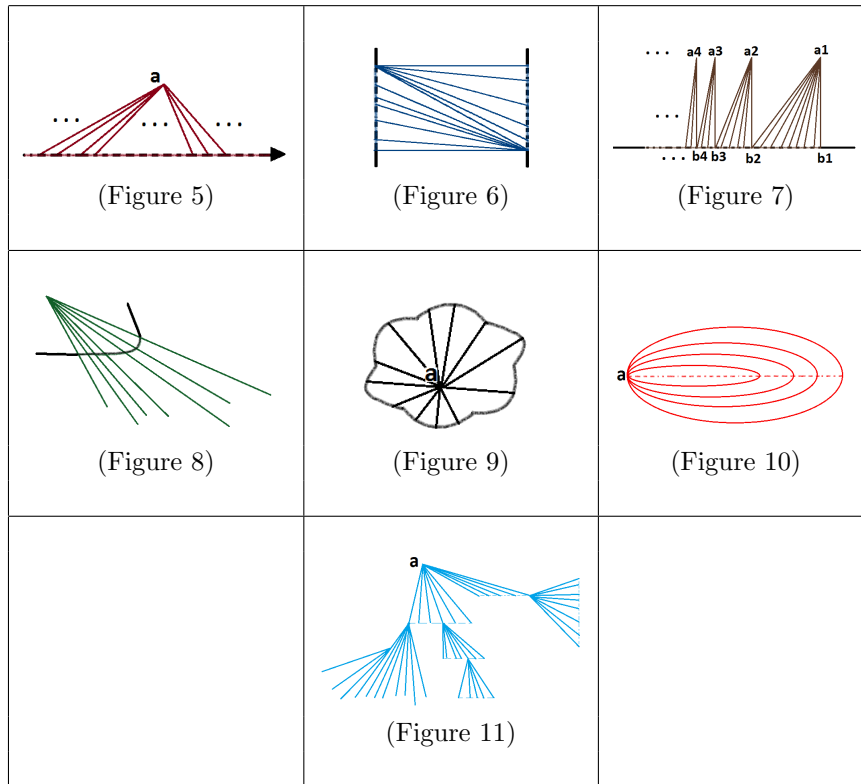 a
. . .
. . .
. . .
(Figure 5)
(Figure 6)
. . . a4 a3 a2 a1
. . .
. . . b4 b3 b2 b1
(Figure 7)
(Figure 8)
a
(Figure 9)
a
(Figure 10)
a
(Figure 11)